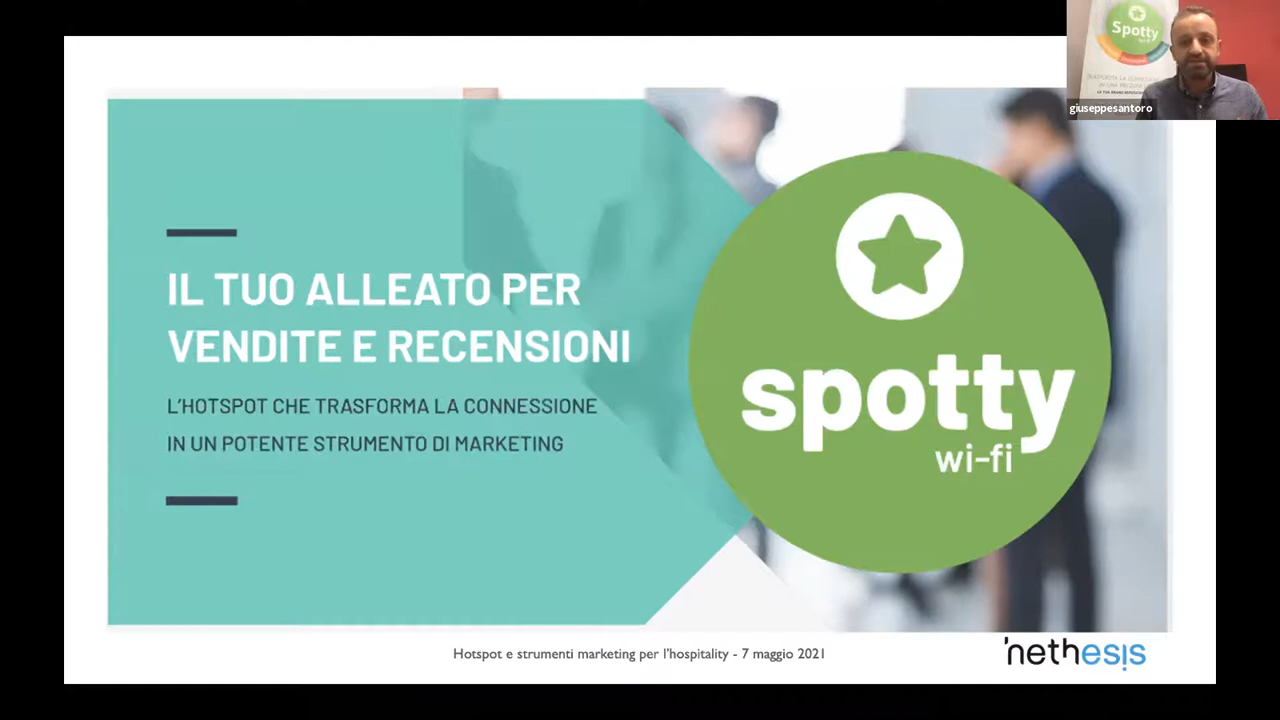 Spotty
giuseppesantoro
IL TUO ALLEATO PER
VENDITE E RECENSIONI
L'HOTSPOT CHE TRASFORMA LA CONNESSIONE
IN UN POTENTE STRUMENTO DI MARKETING
spotty
wi-fi
Hotspot e strumenti marketing per l'hospitality - 7 maggio 2021
nethesis